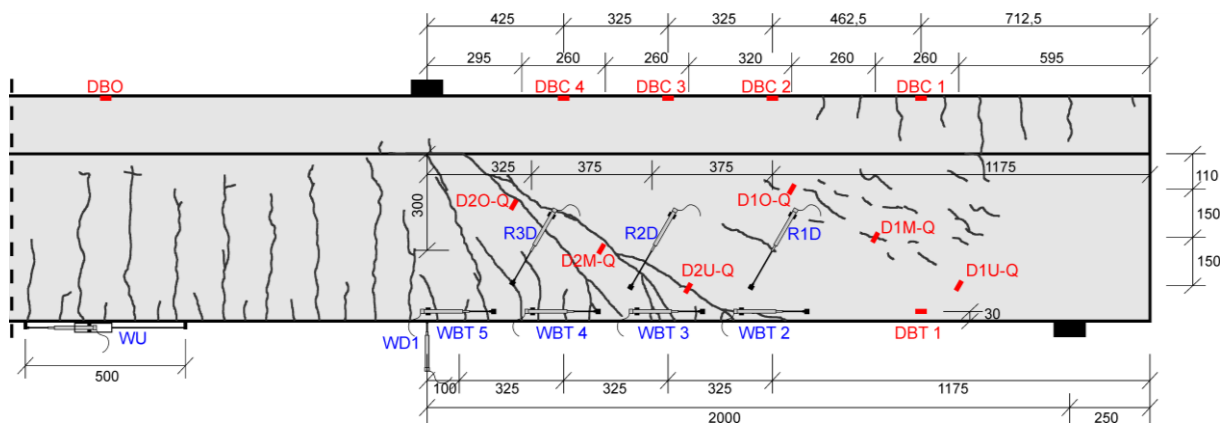 425 325 325 462,5 712,5
295 260 260 320 260 260 595
DBO DBC 4 DBC 3 DBC 2 DBC 1
325 375 375 1175
110
D2O-Q D1O-Q
300 150
R3D R2D R1D D1M-Q
D2M-Q
D2U-Q D1U-Q 150
30
WU WD1 WBT 5 WBT 4 WBT 3 WBT 2 DBT 1
500
100 325 325 325 1175
2000 250